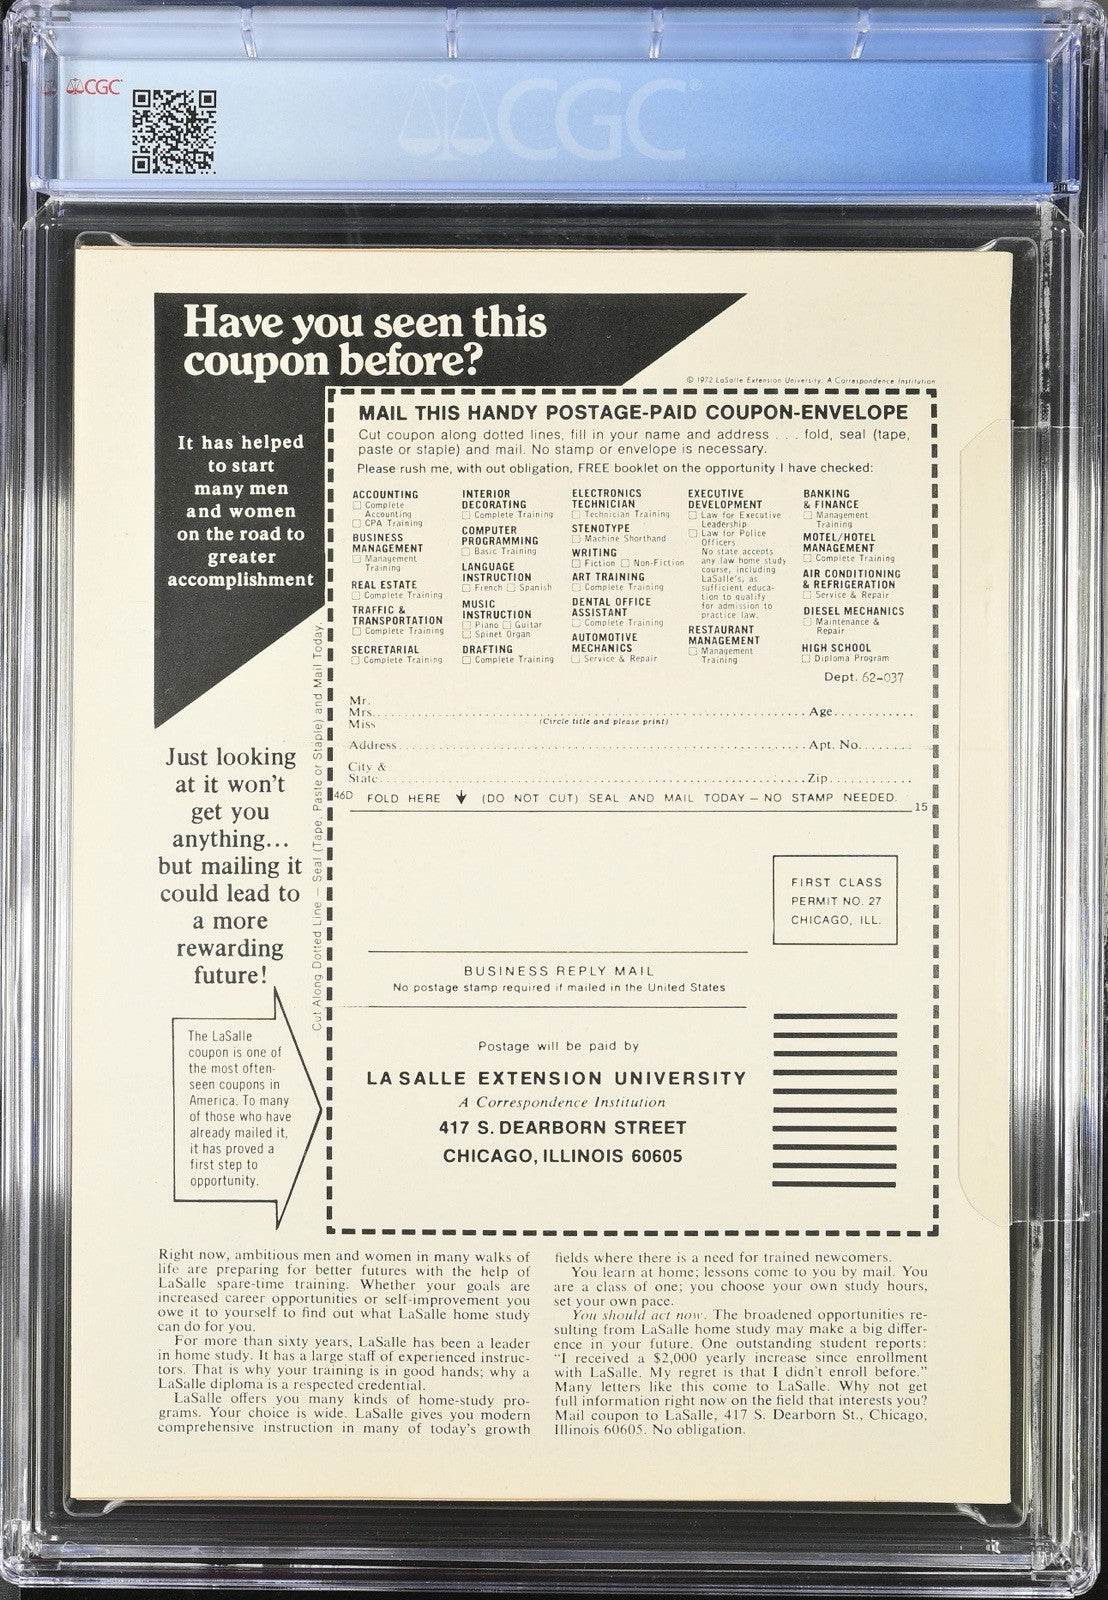 CGC
CGC
Have you seen this
coupon before?
It has helped
to start
many men
and women
on the road to
greater
accomplishment
© 1972 LaSalle Extension University. A Correspondence Institution
MAIL THIS HANDY POSTAGE-PAID COUPON-ENVELOPE
Cut coupon along dotted lines, fill in your name and address . . . fold, seal (tape,
paste or staple) and mail. No stamp or envelope is necessary.
Please rush me, with out obligation, FREE booklet on the opportunity I have checked:
ACCOUNTING
☐ Complete
Accounting
☐ CPA Training
BUSINESS
MANAGEMENT
☐ Management
Training
REAL ESTATE
☐ Complete Training
TRAFFIC &
TRANSPORTATION
☐ Complete Training
SECRETARIAL
☐ Complete Training
INTERIOR
DECORATING
☐ Complete Training
COMPUTER
PROGRAMMING
☐ Basic Training
LANGUAGE
INSTRUCTION
☐ French ☐ Spanish
MUSIC
INSTRUCTION
☐ Piano ☐ Guitar
☐ Spinet Organ
DRAFTING
☐ Complete Training
ELECTRONICS
TECHNICIAN
☐ Technician Training
STENOTYPE
☐ Machine Shorthand
WRITING
☐ Fiction ☐ Non-Fiction
ART TRAINING
☐ Complete Training
DENTAL OFFICE
ASSISTANT
☐ Complete Training
AUTOMOTIVE
MECHANICS
☐ Service & Repair
EXECUTIVE
DEVELOPMENT
☐ Law for Executive
Leadership
☐ Law for Police
Officers
No state accepts
any law home study
course, including
LaSalle's, as
sufficient educa-
tion to qualify
for admission to
practice law.
RESTAURANT
MANAGEMENT
☐ Management
Training
BANKING
& FINANCE
☐ Management
Training
MOTEL/HOTEL
MANAGEMENT
☐ Complete Training
AIR CONDITIONING
& REFRIGERATION
☐ Service & Repair
DIESEL MECHANICS
☐ Maintenance &
Repair
HIGH SCHOOL
☐ Diploma Program
Dept. 62-037
Mr.
Mrs. Age
Miss (Circle title and please print)
Address Apt. No.
City &
State Zip
46D FOLD HERE ↓ (DO NOT CUT) SEAL AND MAIL TODAY – NO STAMP NEEDED.
15
Cut Along Dotted Line – Seal (Tape, Paste or Staple) and Mail Today.
Just looking
at it won't
get you
anything...
but mailing it
could lead to
a more
rewarding
future!
FIRST CLASS
PERMIT NO. 27
CHICAGO, ILL.
BUSINESS REPLY MAIL
No postage stamp required if mailed in the United States
Postage will be paid by
LA SALLE EXTENSION UNIVERSITY
A Correspondence Institution
417 S. DEARBORN STREET
CHICAGO, ILLINOIS 60605
The LaSalle
coupon is one of
the most often-
seen coupons in
America. To many
of those who have
already mailed it,
it has proved a
first step to
opportunity.
Right now, ambitious men and women in many walks of
life are preparing for better futures with the help of
LaSalle spare-time training. Whether your goals are
increased career opportunities or self-improvement you
owe it to yourself to find out what LaSalle home study
can do for you.
For more than sixty years, LaSalle has been a leader
in home study. It has a large staff of experienced instruc-
tors. That is why your training is in good hands; why a
LaSalle diploma is a respected credential.
LaSalle offers you many kinds of home-study pro-
grams. Your choice is wide. LaSalle gives you modern
comprehensive instruction in many of today's growth
fields where there is a need for trained newcomers.
You learn at home; lessons come to you by mail. You
are a class of one; you choose your own study hours,
set your own pace.
You should act now. The broadened opportunities re-
sulting from LaSalle home study may make a big differ-
ence in your future. One outstanding student reports:
"I received a $2,000 yearly increase since enrollment
with LaSalle. My regret is that I didn't enroll before."
Many letters like this come to LaSalle. Why not get
full information right now on the field that interests you?
Mail coupon to LaSalle, 417 S. Dearborn St., Chicago,
Illinois 60605. No obligation.